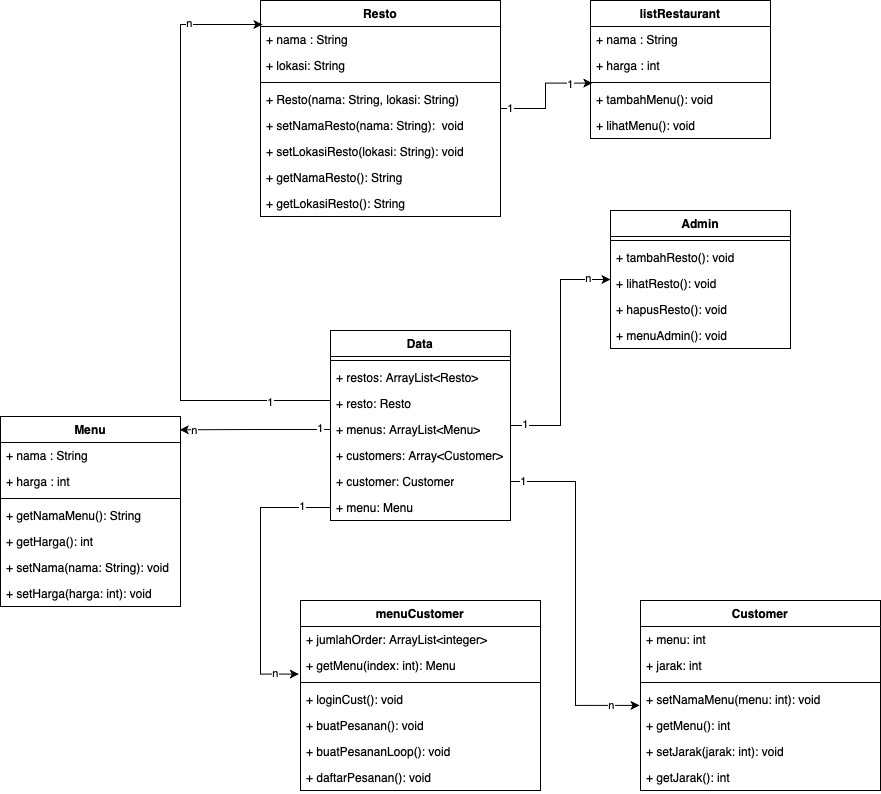 Resto
+ nama : String
+ lokasi: String
+ Resto(nama: String, lokasi: String)
+ setNamaResto(nama: String):  void
+ setLokasiResto(lokasi: String): void
+ getNamaResto(): String
+ getLokasiResto(): String
n
1
1
listRestaurant
+ nama : String
+ harga : int
+ tambahMenu(): void
+ lihatMenu(): void
Admin
+ tambahResto(): void
+ lihatResto(): void
+ hapusResto(): void
+ menuAdmin(): void
n
Data
+ restos: ArrayList<Resto>
+ resto: Resto
+ menus: ArrayList<Menu>
+ customers: Array<Customer>
+ customer: Customer
+ menu: Menu
1
1
1
1
1
n
Menu
+ nama : String
+ harga : int
+ getNamaMenu(): String
+ getHarga(): int
+ setNama(nama: String): void
+ setHarga(harga: int): void
menuCustomer
+ jumlahOrder: ArrayList<integer>
+ getMenu(index: int): Menu
+ loginCust(): void
+ buatPesanan(): void
+ buatPesananLoop(): void
+ daftarPesanan(): void
n
Customer
+ menu: int
+ jarak: int
+ setNamaMenu(menu: int): void
+ getMenu(): int
+ setJarak(jarak: int): void
+ getJarak(): int
n